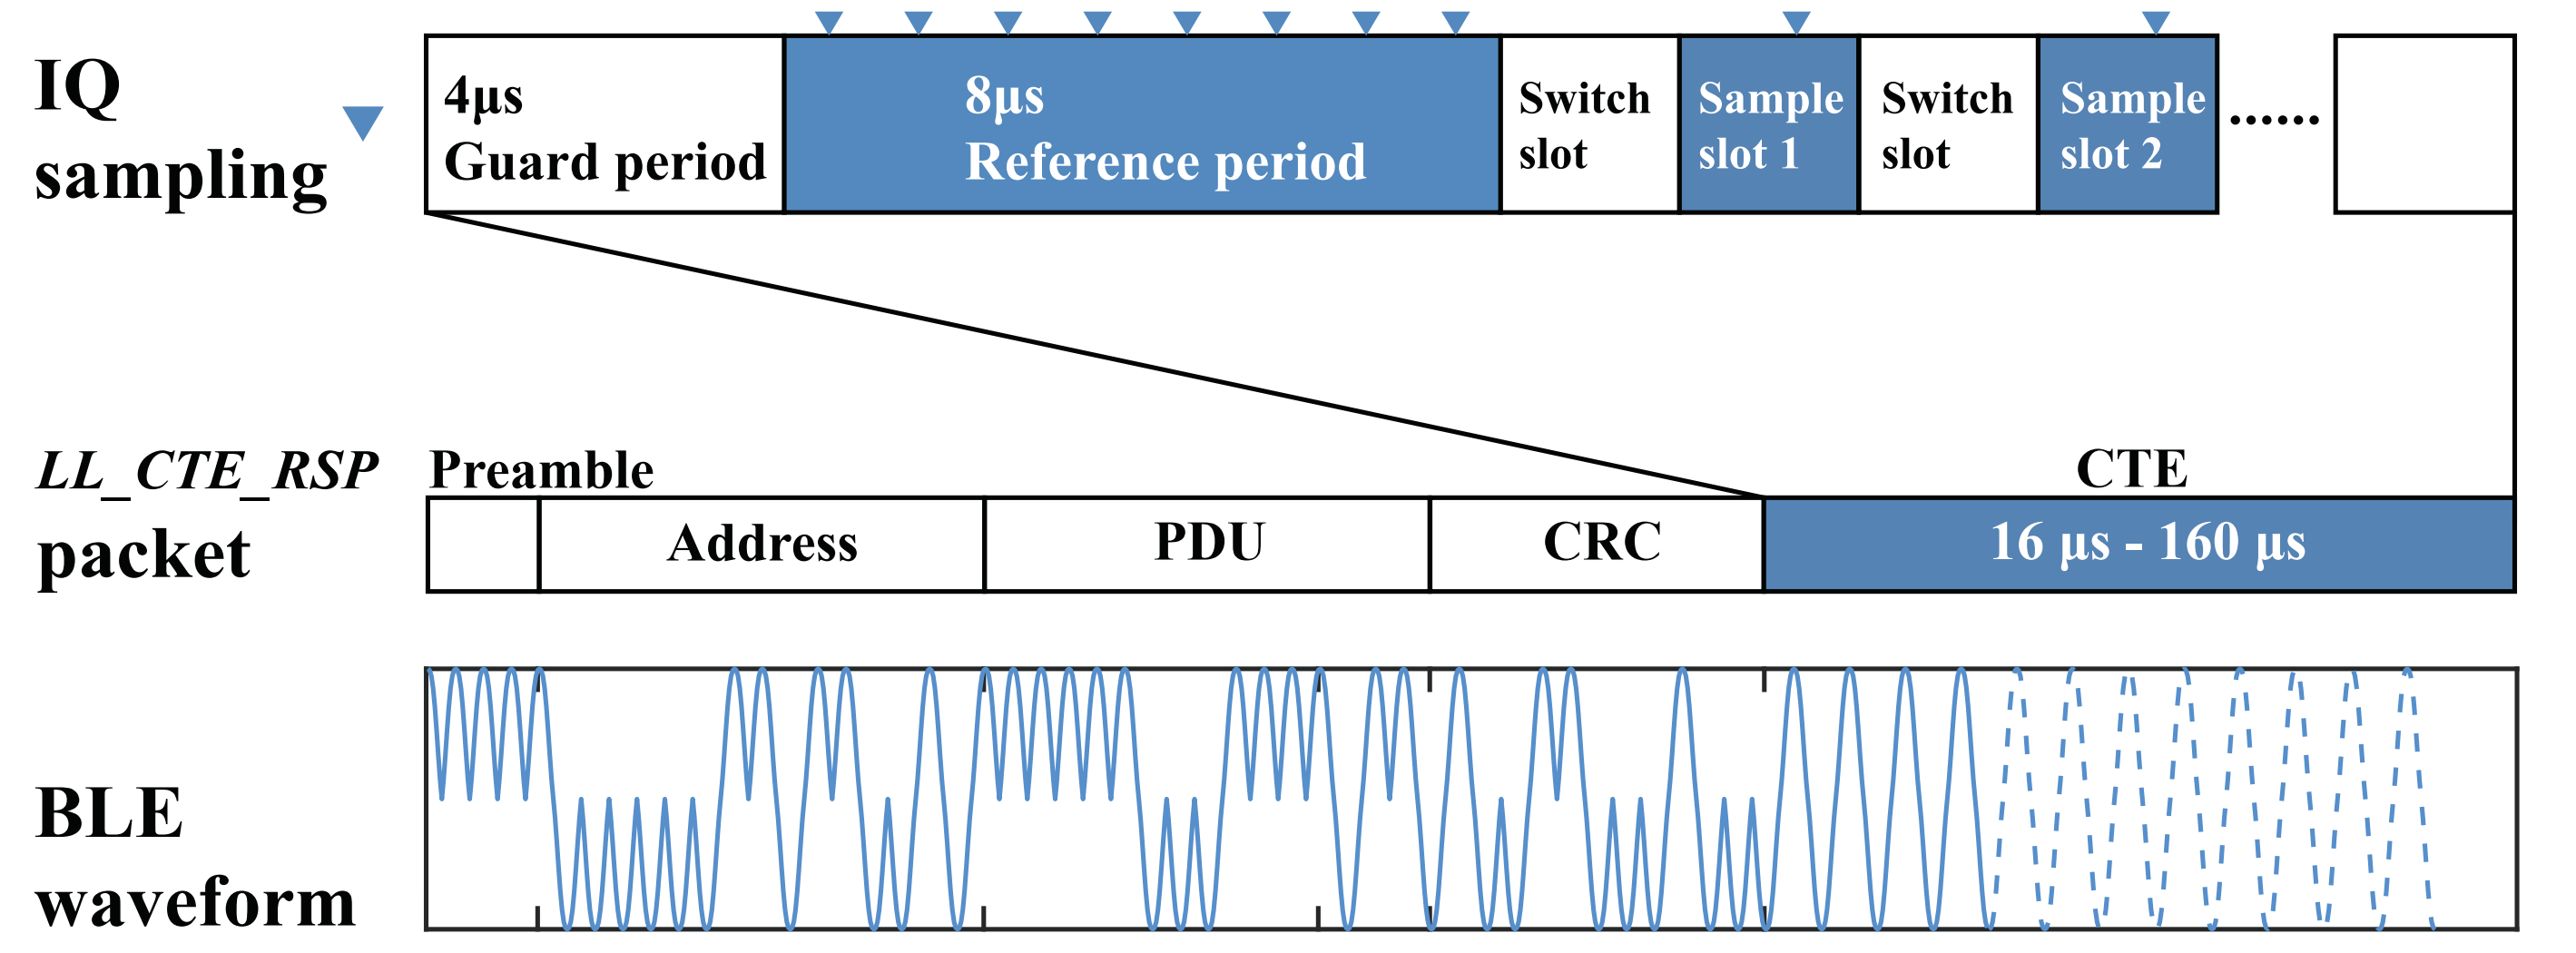 IQ
sampling
4μs
Guard period
8μs
Reference period
Switch
slot
Sample
slot 1
Switch
slot
Sample
slot 2
......
LL_CTE_RSP
packet
Preamble
CTE
Address
PDU
CRC
16 μs - 160 μs
BLE
waveform